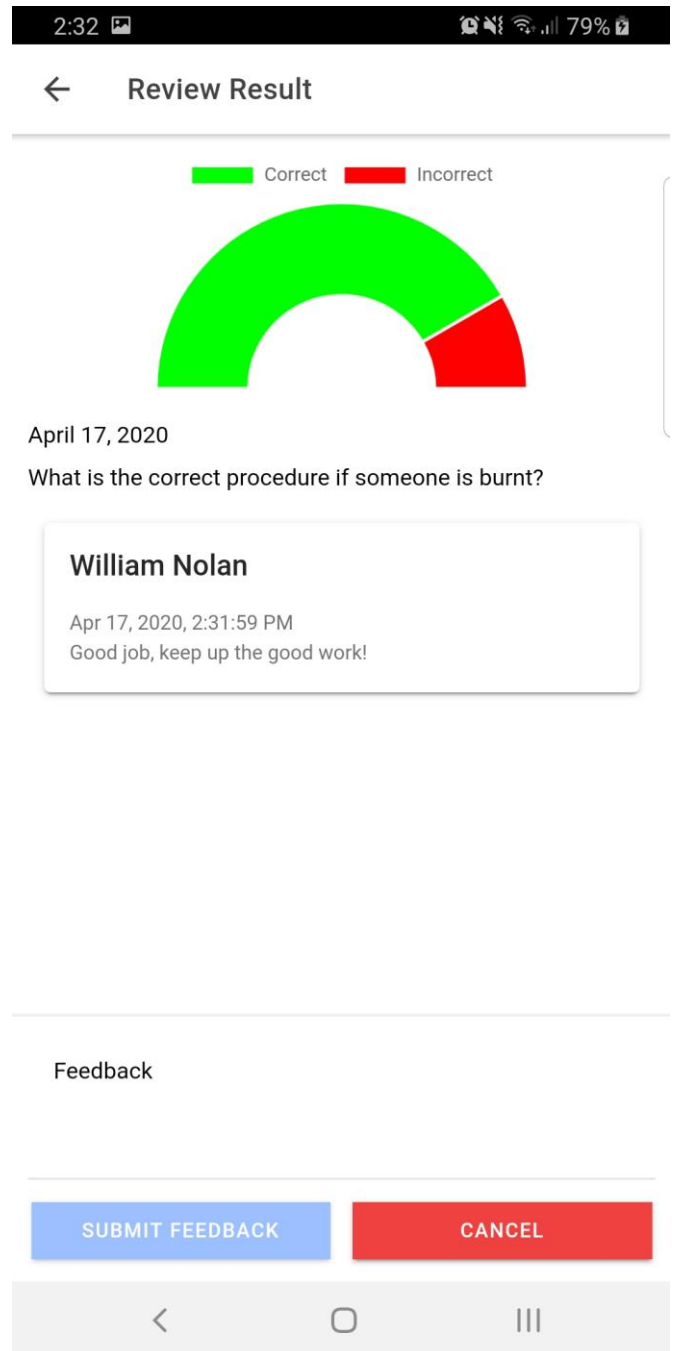 2:32 79%
Review Result
Correct Incorrect
April 17, 2020
What is the correct procedure if someone is burnt?
William Nolan
Apr 17, 2020, 2:31:59 PM
Good job, keep up the good work!
Feedback
SUBMIT FEEDBACK CANCEL